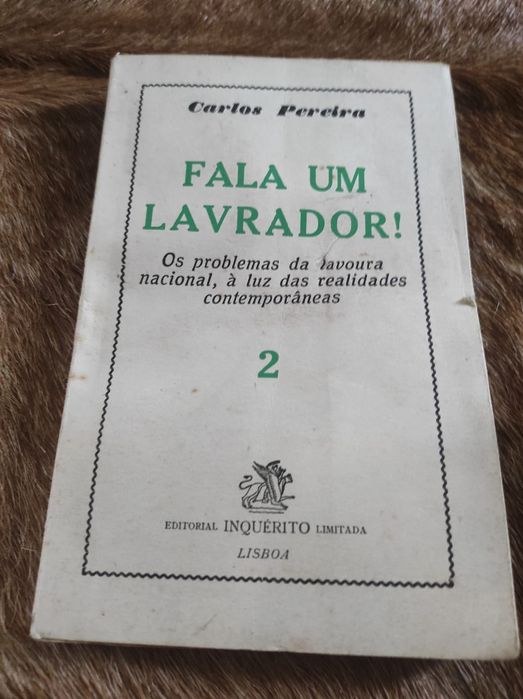 Carlos Pereira
FALA UM
LAVRADOR!
Os problemas da lavoura
nacional, à luz das realidades
contemporâneas
2
EDITORIAL INQUÉRITO LIMITADA
LISBOA